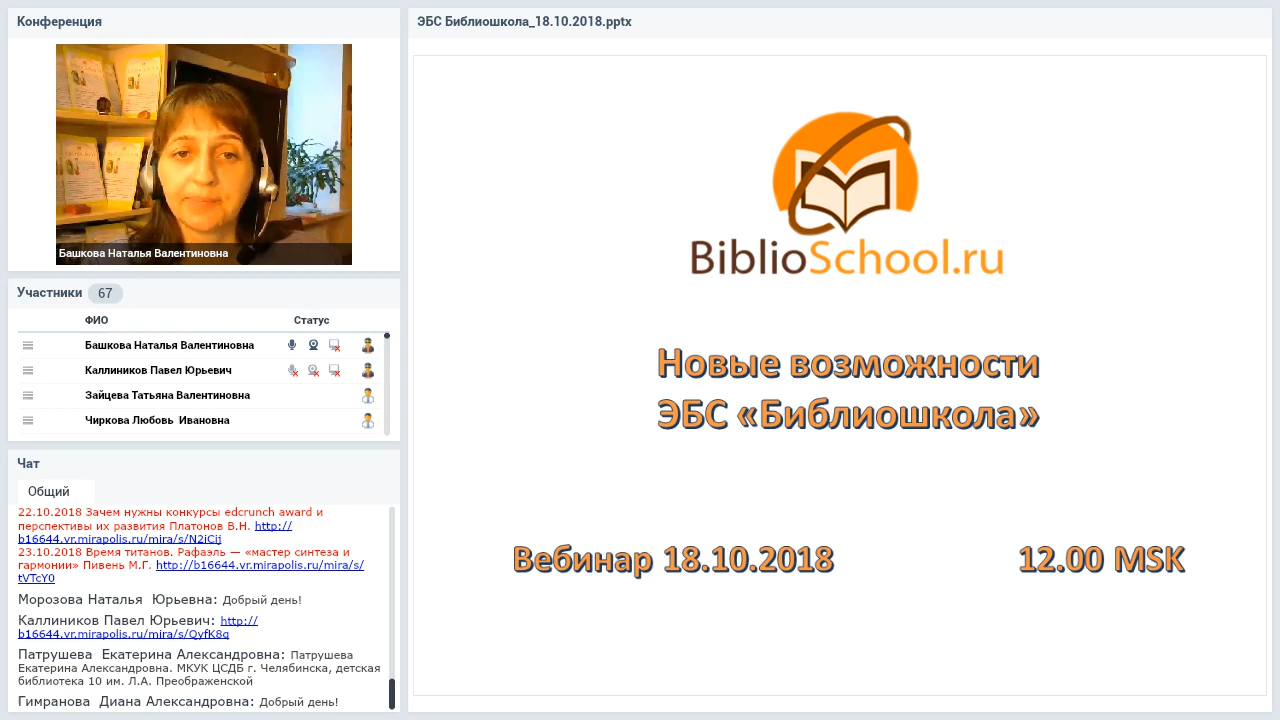 Конференция
Башкова Наталья Валентиновна
Участники 67
ФИО Статус
Башкова Наталья Валентиновна
Каллиников Павел Юрьевич
Зайцева Татьяна Валентиновна
Чиркова Любовь Ивановна
Чат
Общий
22.10.2018 Зачем нужны конкурсы edcrunch award и
перспективы их развития Платонов В.Н. http://
b16644.vr.mirapolis.ru/mira/s/N2iCij
23.10.2018 Время титанов. Рафаэль — «мастер синтеза и
гармонии» Пивень М.Г. http://b16644.vr.mirapolis.ru/mira/s/
tVTcY0
Морозова Наталья Юрьевна: Добрый день!
Каллиников Павел Юрьевич: http://
b16644.vr.mirapolis.ru/mira/s/QyfK8q
Патрушева Екатерина Александровна: Патрушева
Екатерина Александровна. МКУК ЦСДБ г. Челябинска, детская
библиотека 10 им. Л.А. Преображенской
Гимранова Диана Александровна: Добрый день!
ЭБС Библиошкола_18.10.2018.pptx
BiblioSchool.ru
Новые возможности
ЭБС «Библиошкола»
Вебинар 18.10.2018 12.00 MSK